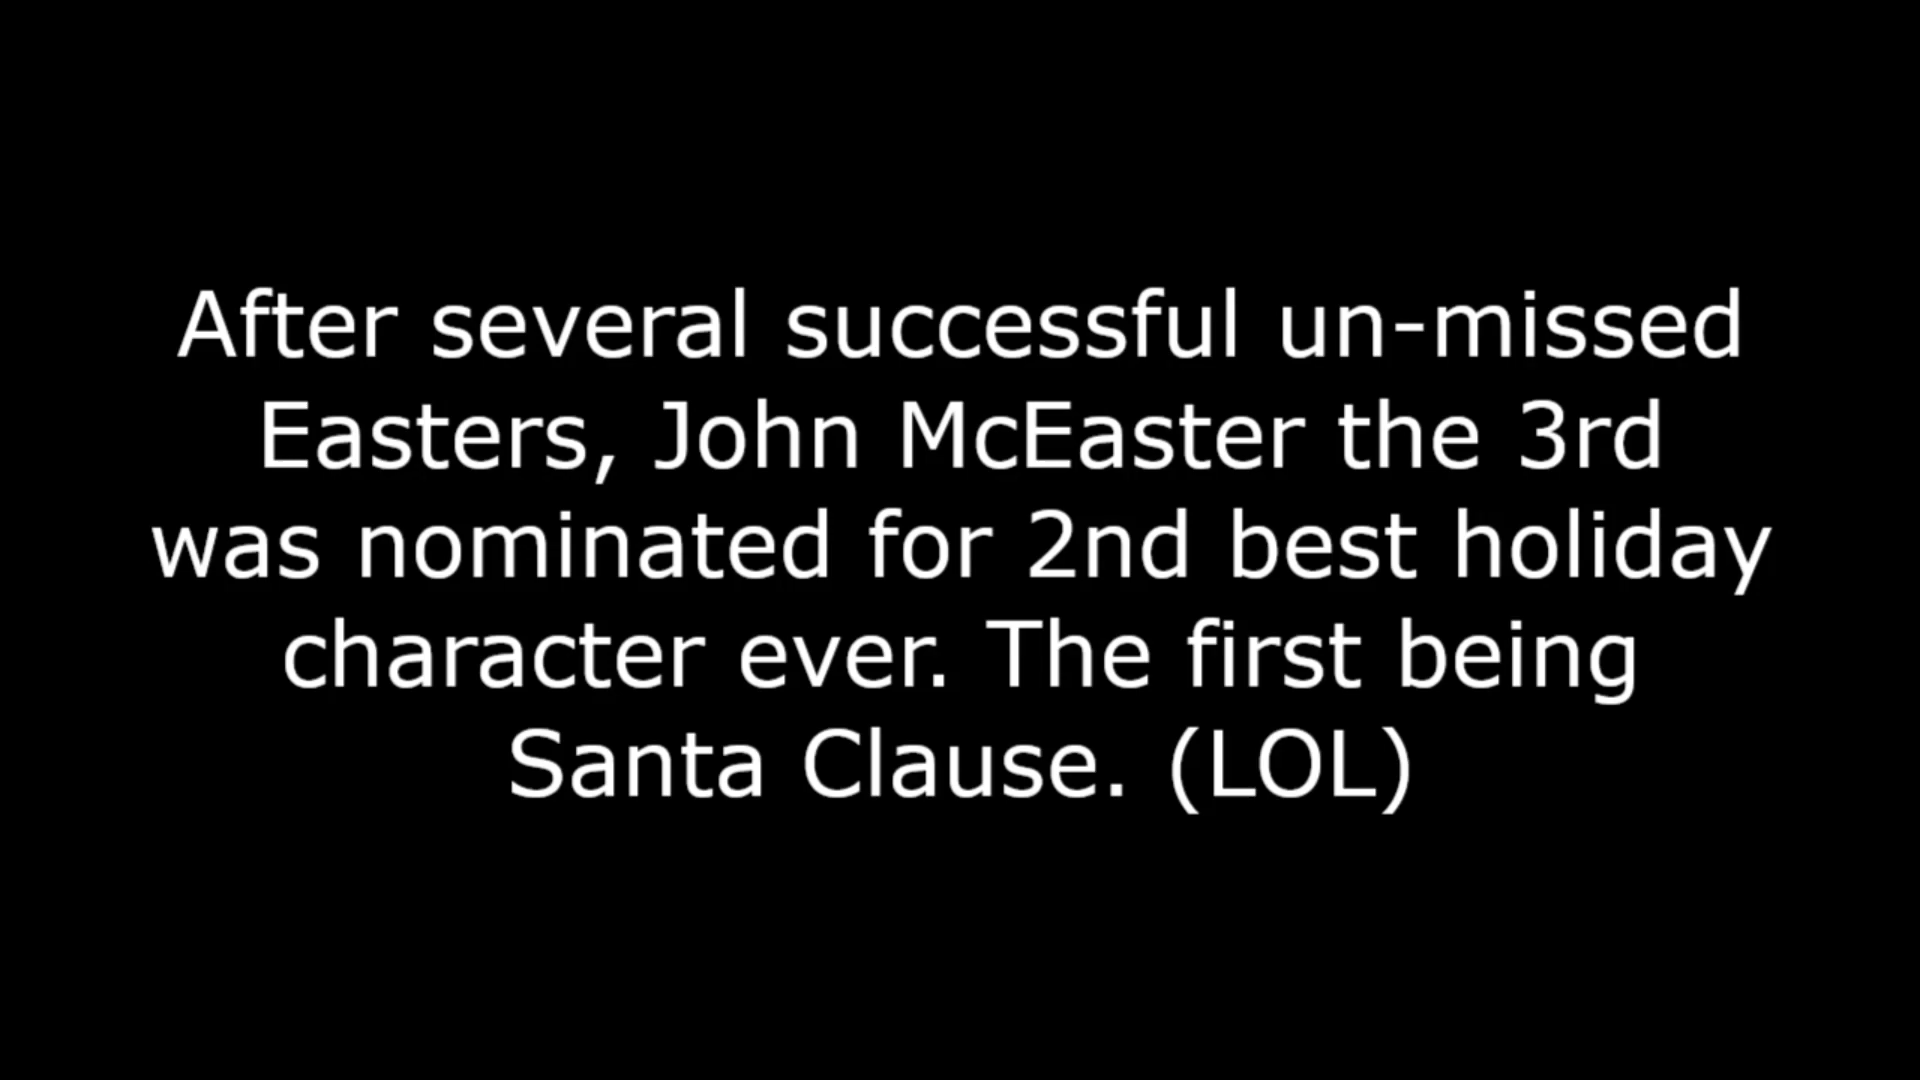 After several successful un-missed
Easters, John McEaster the 3rd
was nominated for 2nd best holiday
character ever. The first being
Santa Clause. (LOL)